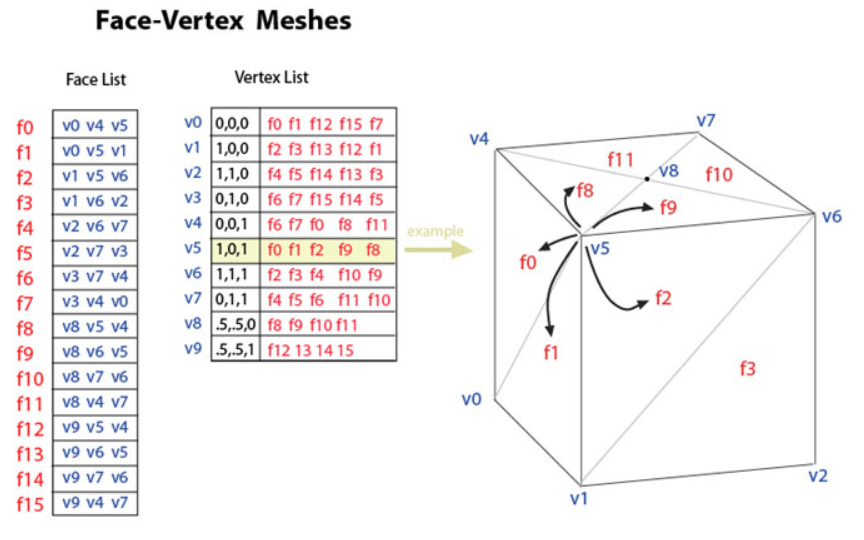 Face-Vertex Meshes
Face List
f0 v0 v4 v5
f1 v0 v5 v1
f2 v1 v5 v6
f3 v1 v6 v2
f4 v2 v6 v7
f5 v2 v7 v3
f6 v3 v7 v4
f7 v3 v4 v0
f8 v8 v5 v4
f9 v8 v6 v5
f10 v8 v7 v6
f11 v8 v4 v7
f12 v9 v5 v4
f13 v9 v6 v5
f14 v9 v7 v6
f15 v9 v4 v7
Vertex List
v0 0,0,0 f0 f1 f12 f15 f7
v1 1,0,0 f2 f3 f13 f12 f1
v2 1,1,0 f4 f5 f14 f13 f3
v3 0,1,0 f6 f7 f15 f14 f5
v4 0,0,1 f6 f7 f0 f8 f11
v5 1,0,1 f0 f1 f2 f9 f8
v6 1,1,1 f2 f3 f4 f10 f9
v7 0,1,1 f4 f5 f6 f11 f10
v8 .5,.5,0 f8 f9 f10 f11
v9 .5,.5,1 f12 13 14 15
example
v7
v4
f11
v8
f10
f8
f9
v6
v5
f0
f2
f1
f3
v0
v2
v1